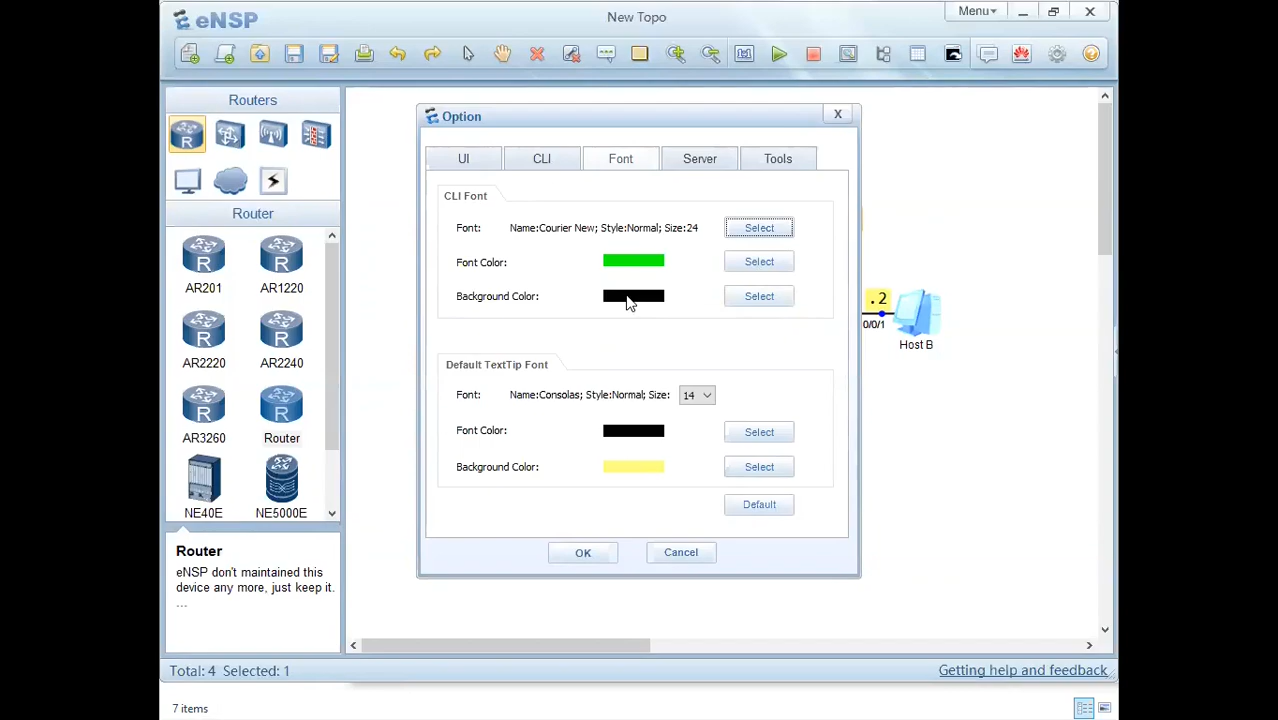 eNSP
New Topo
Menu
Routers
Router
AR201
AR1220
AR2220
AR2240
AR3260
Router
NE40E
NE5000E
Router
eNSP don't maintained this
device any more, just keep it.
...
Option
X
UI
CLI
Font
Server
Tools
CLI Font
Font:
Name:Courier New; Style:Normal; Size:24
Select
Font Color:
Select
Background Color:
Select
Default TextTip Font
Font:
Name:Consolas; Style:Normal; Size:
14
Font Color:
Select
Background Color:
Select
Default
OK
Cancel
.2
0/0/1
Host B
Total: 4 Selected: 1
Getting help and feedback
7 items